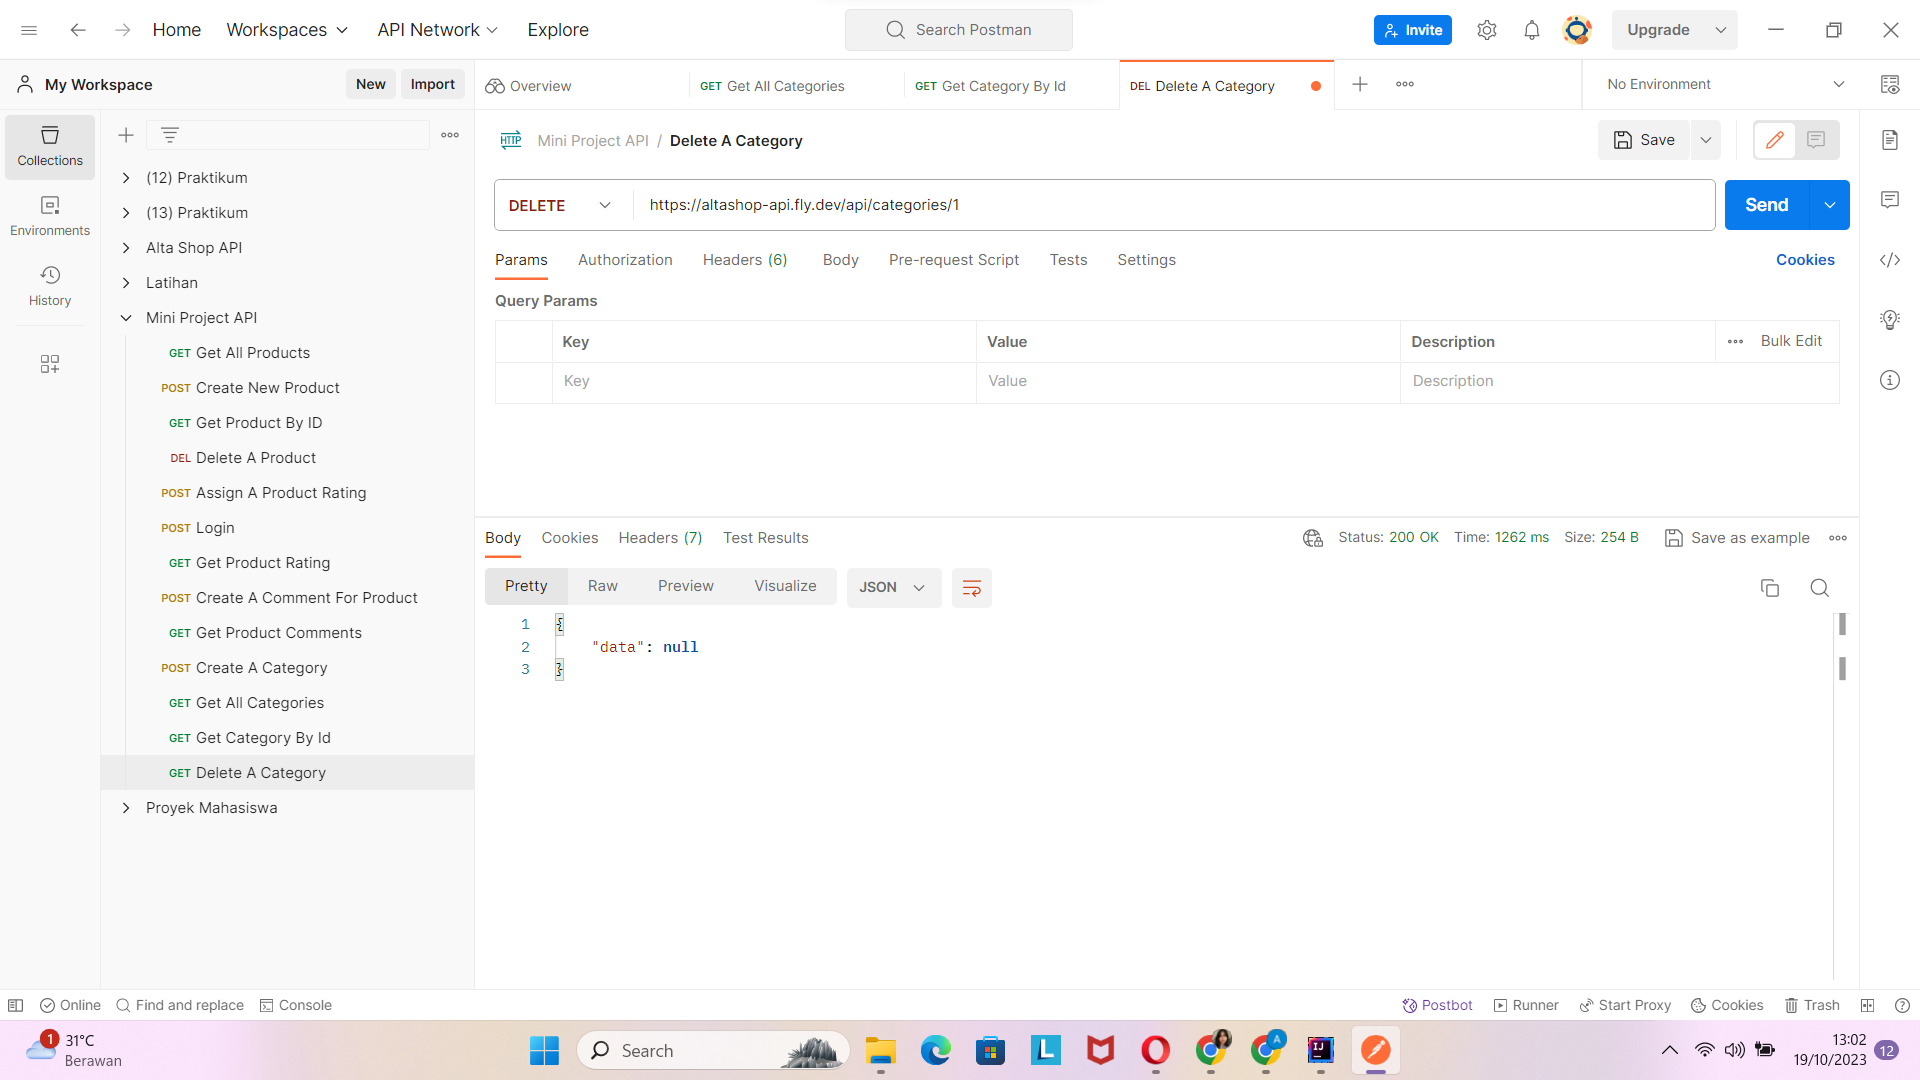 Home
Workspaces
API Network
Explore
Search Postman
Invite
Upgrade
My Workspace
New
Import
Overview
GET Get All Categories
GET Get Category By Id
DEL Delete A Category
No Environment
Collections
Environments
History
(12) Praktikum
(13) Praktikum
Alta Shop API
Latihan
Mini Project API
GET Get All Products
POST Create New Product
GET Get Product By ID
DEL Delete A Product
POST Assign A Product Rating
POST Login
GET Get Product Rating
POST Create A Comment For Product
GET Get Product Comments
POST Create A Category
GET Get All Categories
GET Get Category By Id
GET Delete A Category
Proyek Mahasiswa
HTTP Mini Project API / Delete A Category
Save
DELETE
https://altashop-api.fly.dev/api/categories/1
Send
Params
Authorization
Headers (6)
Body
Pre-request Script
Tests
Settings
Cookies
Query Params
Key
Value
Description
Bulk Edit
Key
Value
Description
Body
Cookies
Headers (7)
Test Results
Status: 200 OK
Time: 1262 ms
Size: 254 B
Save as example
Pretty
Raw
Preview
Visualize
JSON
1 {
2 "data": null
3 }
Online
Find and replace
Console
Postbot
Runner
Start Proxy
Cookies
Trash
1
31°C
Berawan
Search
L
A
IJ
13:02
19/10/2023
12